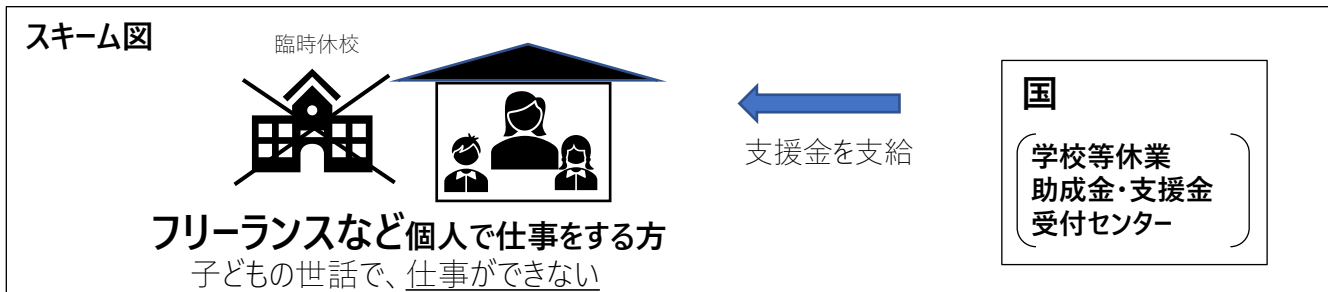 スキーム図
臨時休校
支援金を支給
国
学校等休業
助成金・支援金
受付センター
フリーランスなど個人で仕事をする方
子どもの世話で、仕事ができない